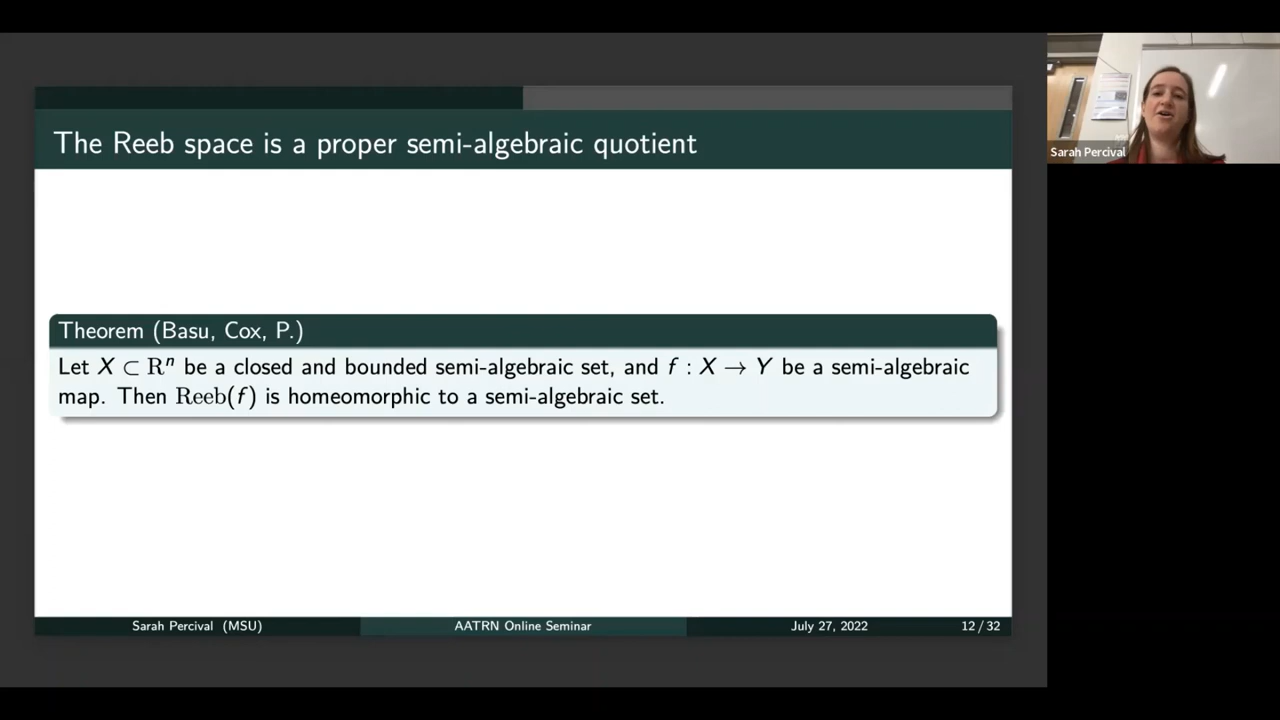 The Reeb space is a proper semi-algebraic quotient
Theorem (Basu, Cox, P.)
Let X ⊂ Rⁿ be a closed and bounded semi-algebraic set, and f : X → Y be a semi-algebraic
map. Then Reeb(f) is homeomorphic to a semi-algebraic set.
Sarah Percival (MSU)
AATRN Online Seminar
July 27, 2022
12 / 32
Sarah Percival